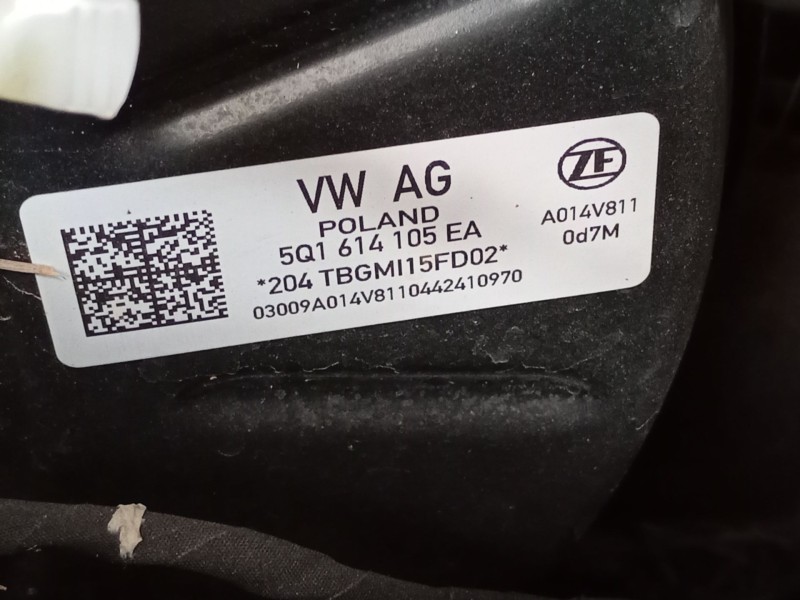 VW AG
POLAND
5Q1 614 105 EA
*204 TBGMI15FD02*
03009A014V8110442410970
ZF
A014V811
0d7M